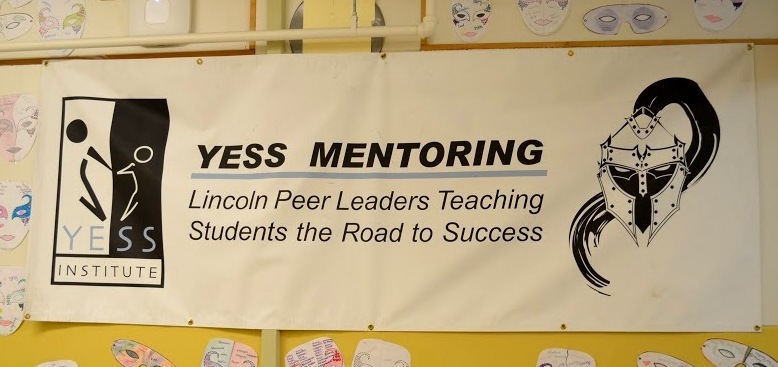 YESS MENTORING
Lincoln Peer Leaders Teaching
Students the Road to Success
YESS
INSTITUTE